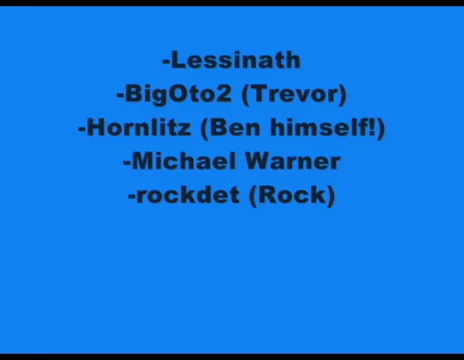 -Lessinath
-BigOto2 (Trevor)
-Hornlitz (Ben himself!)
-Michael Warner
-rockdet (Rock)